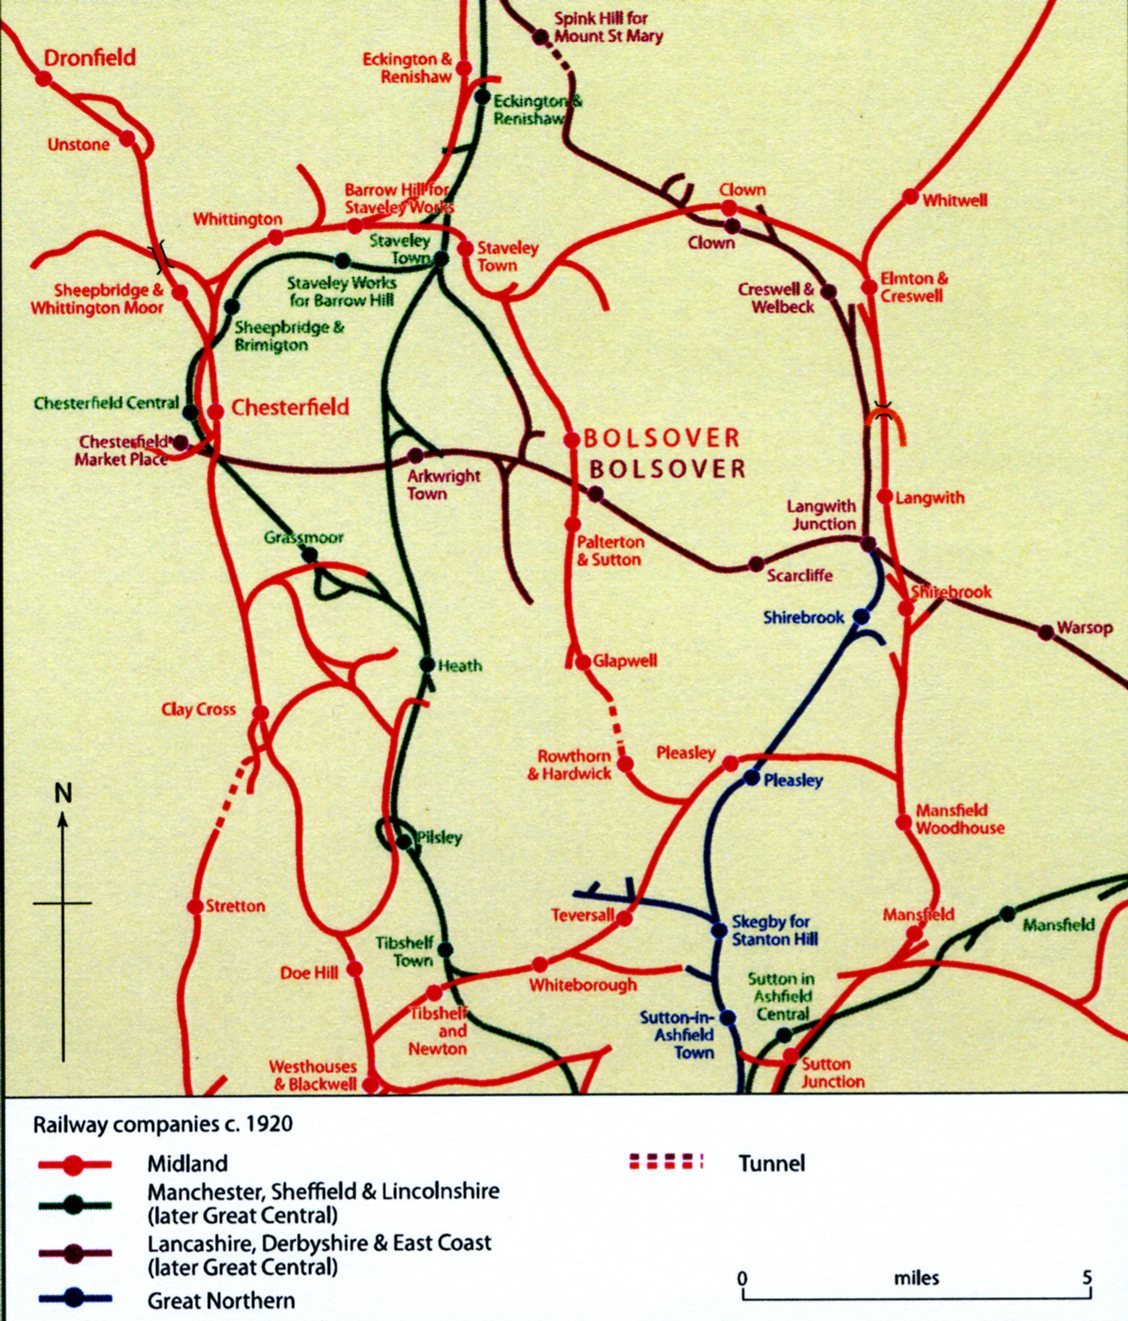 Spink Hill for
Mount St Mary
Dronfield
Eckington &
Renishaw
Eckington &
Renishaw
Unstone
Barrow Hill for
Staveley Works
Clown
Whitwell
Whittington
Staveley
Town
Staveley
Town
Clown
Sheepbridge &
Whittington Moor
Staveley Works
for Barrow Hill
Creswell &
Welbeck
Elmton &
Creswell
Sheepbridge &
Brimington
Chesterfield Central
Chesterfield
Chesterfield
Market Place
BOLSOVER
BOLSOVER
Arkwright
Town
Langwith
Langwith
Junction
Grassmoor
Palterton
& Sutton
Scarcliffe
Shirebrook
Shirebrook
Warsop
Heath
Glapwell
Clay Cross
Rowthorn
& Hardwick
Pleasley
Pleasley
N
Mansfield
Woodhouse
Pilsley
Stretton
Teversall
Skegby for
Stanton Hill
Mansfield
Mansfield
Tibshelf
Town
Doe Hill
Whiteborough
Sutton in
Ashfield
Central
Tibshelf
and
Newton
Sutton-in-
Ashfield
Town
Westhouses
& Blackwell
Sutton
Junction
Railway companies c. 1920
Midland
Tunnel
Manchester, Sheffield & Lincolnshire
(later Great Central)
Lancashire, Derbyshire & East Coast
(later Great Central)
Great Northern
0 miles 5